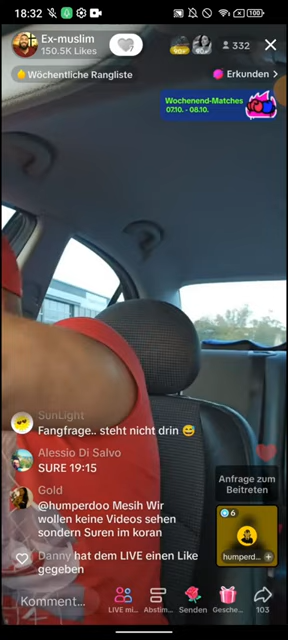 18:32
100
Ex-muslim
150.5K Likes
332
Wöchentliche Rangliste
Erkunden
Wochenend-Matches
07.10. - 08.10.
SunLight
Fangfrage.. steht nicht drin 😅
Alessio Di Salvo
SURE 19:15
Gold
@humperdoo Mesih Wir
wollen keine Videos sehen
sondern Suren im koran
Danny hat dem LIVE einen Like
gegeben
Anfrage zum
Beitreten
6
humperd...
Komment...
LIVE mi...
Abstim...
Senden
Gesche...
103